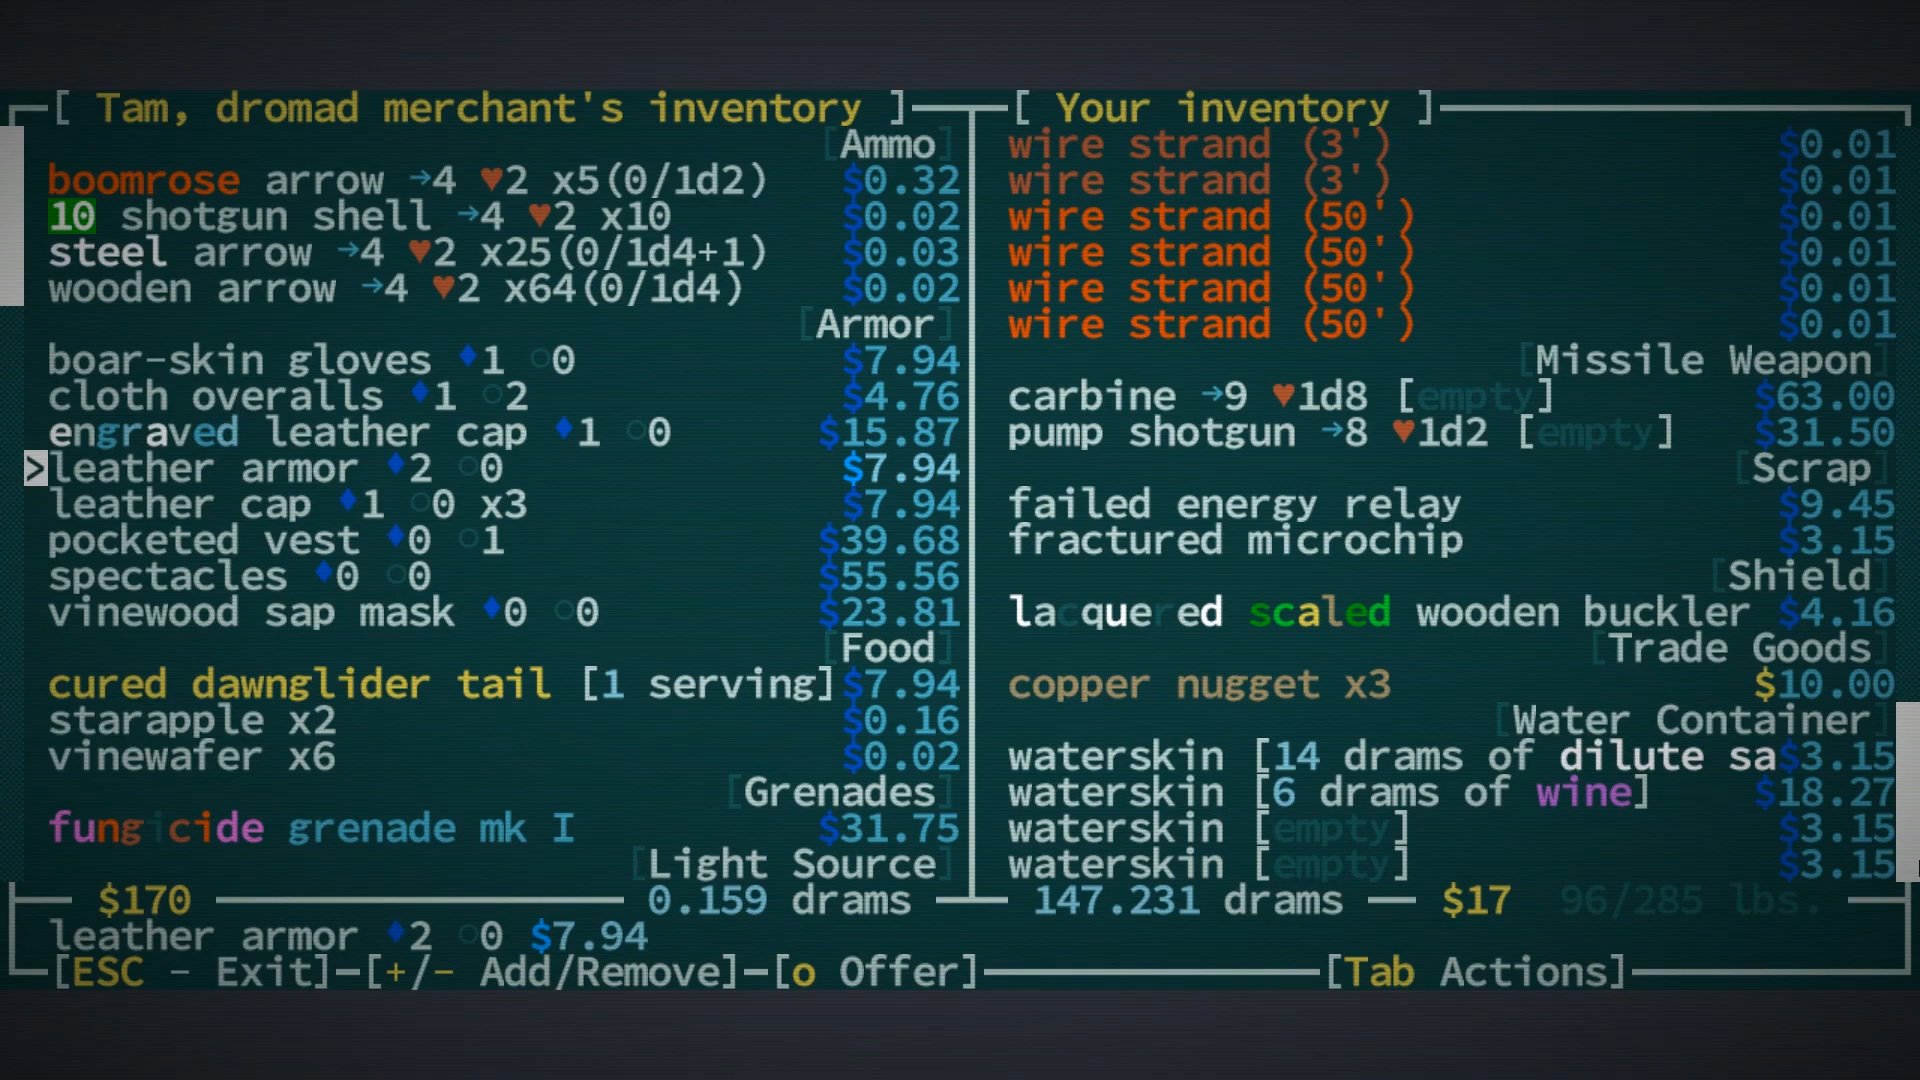 [ Tam, dromad merchant's inventory ]
[Ammo]
boomrose arrow →4 ♥2 x5(0/1d2) $0.32
10 shotgun shell →4 ♥2 x10 $0.02
steel arrow →4 ♥2 x25(0/1d4+1) $0.03
wooden arrow →4 ♥2 x64(0/1d4) $0.02
[Armor]
boar-skin gloves ♦1 ○0 $7.94
cloth overalls ♦1 ○2 $4.76
engraved leather cap ♦1 ○0 $15.87
>leather armor ♦2 ○0 $7.94
leather cap ♦1 ○0 x3 $7.94
pocketed vest ♦0 ○1 $39.68
spectacles ♦0 ○0 $55.56
vinewood sap mask ♦0 ○0 $23.81
[Food]
cured dawnglider tail [1 serving] $7.94
starapple x2 $0.16
vinewafer x6 $0.02
[Grenades]
fungicide grenade mk I $31.75
[Light Source]
$170 0.159 drams
[ Your inventory ]
wire strand (3') $0.01
wire strand (3') $0.01
wire strand (50') $0.01
wire strand (50') $0.01
wire strand (50') $0.01
wire strand (50') $0.01
[Missile Weapon]
carbine →9 ♥1d8 [empty] $63.00
pump shotgun →8 ♥1d2 [empty] $31.50
[Scrap]
failed energy relay $9.45
fractured microchip $3.15
[Shield]
lacquered scaled wooden buckler $4.16
[Trade Goods]
copper nugget x3 $10.00
[Water Container]
waterskin [14 drams of dilute sa$3.15
waterskin [6 drams of wine] $18.27
waterskin [empty] $3.15
waterskin [empty] $3.15
147.231 drams $17 96/285 lbs.
leather armor ♦2 ○0 $7.94
[ESC - Exit] [+/- Add/Remove] [o Offer] [Tab Actions]